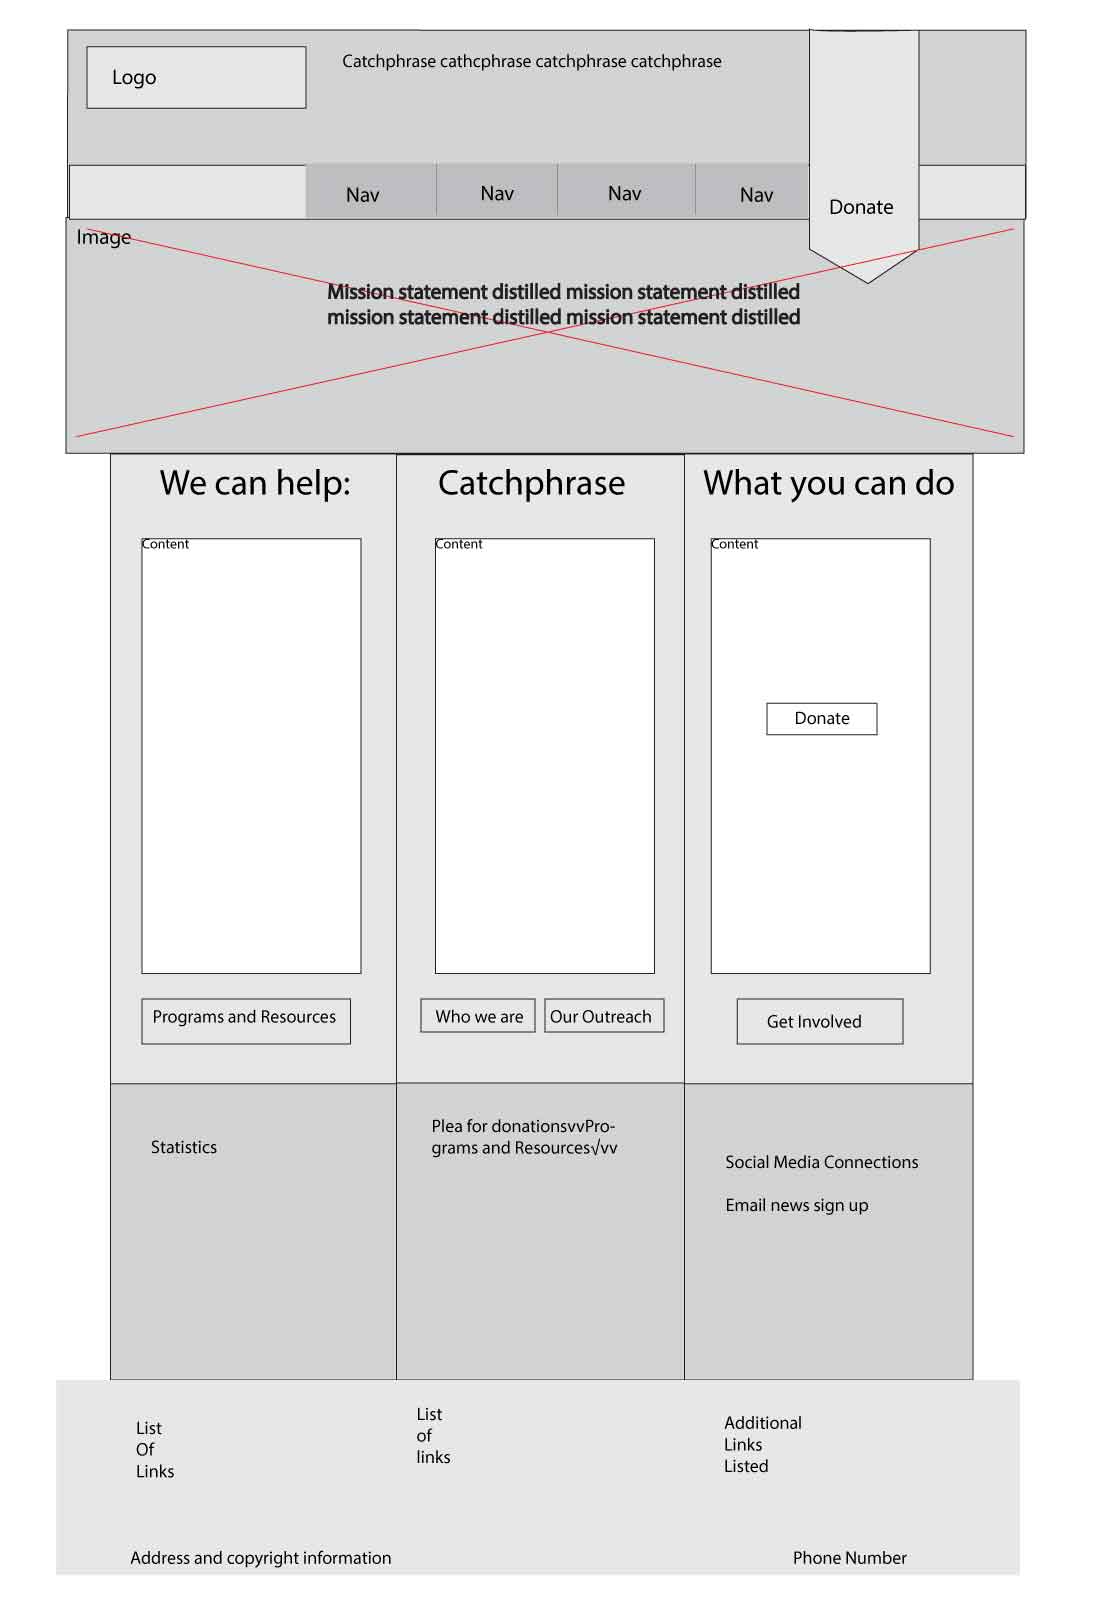 Logo
Catchphrase cathcphrase catchphrase catchphrase
Nav
Nav
Nav
Nav
Donate
Image
Mission statement distilled mission statement distilled
mission statement distilled mission statement distilled
We can help:
Catchphrase
What you can do
Content
Content
Content
Donate
Programs and Resources
Who we are
Our Outreach
Get Involved
Statistics
Plea for donationsvvPro-
grams and Resources√vv
Social Media Connections
Email news sign up
List
Of
Links
List
of
links
Additional
Links
Listed
Address and copyright information
Phone Number